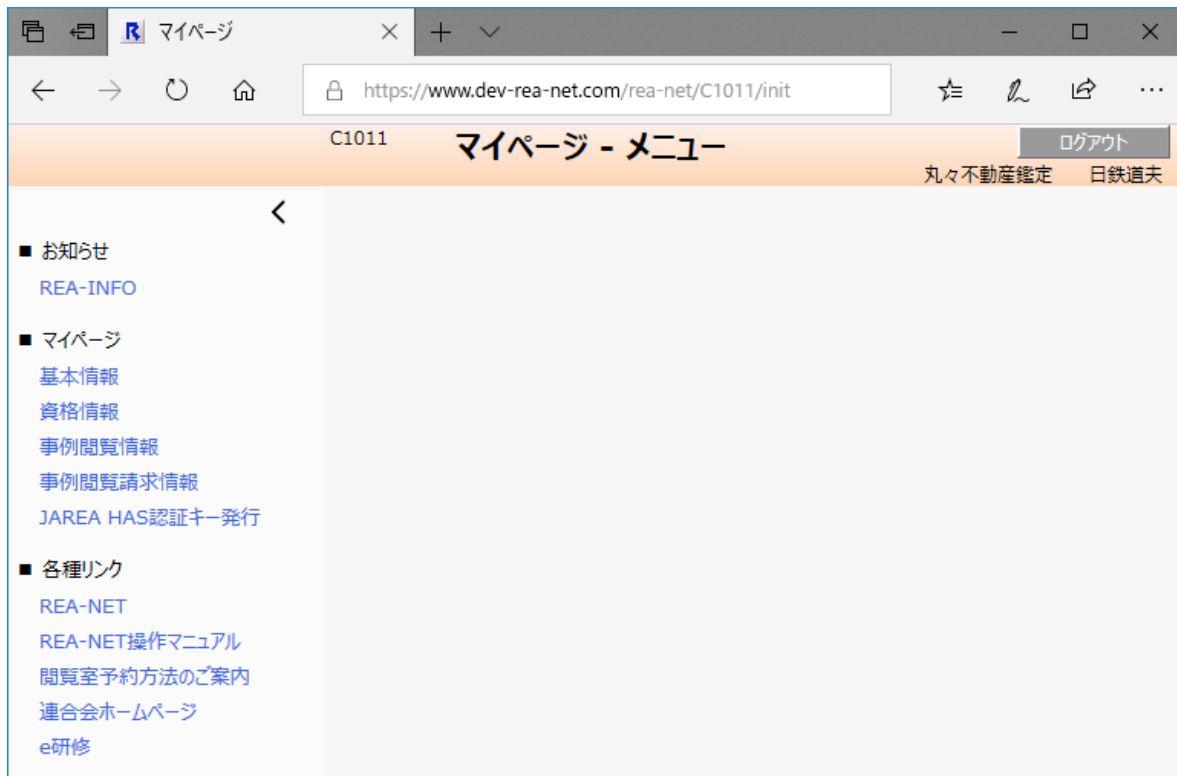 マイページ
https://www.dev-rea-net.com/rea-net/C1011/init
C1011 マイページ - メニュー ログアウト
丸々不動産鑑定 日鉄道夫
■ お知らせ
REA-INFO
■ マイページ
基本情報
資格情報
事例閲覧情報
事例閲覧請求情報
JAREA HAS認証キー発行
■ 各種リンク
REA-NET
REA-NET操作マニュアル
閲覧室予約方法のご案内
連合会ホームページ
e研修